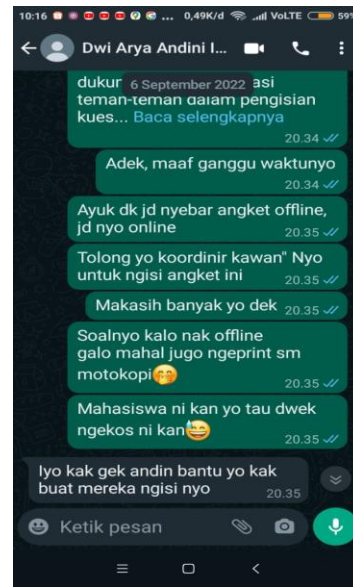 10:16 ... 0,49K/d VoLTE 59
Dwi Arya Andini I...
6 September 2022
dukur asi
teman-teman dalam pengisian
kues... Baca selengkapnya
20.34
Adek, maaf ganggu waktunyo
20.34
Ayuk dk jd nyebar angket offline,
jd nyo online 20.35
Tolong yo koordinir kawan" Nyo
untuk ngisi angket ini 20.35
Makasih banyak yo dek 20.35
Soalnyo kalo nak offline
galo mahal jugo ngeprint sm
motokopi🤭
20.35
Mahasiswa ni kan yo tau dwek
ngekos ni kan😅
20.35
Iyo kak gek andin bantu yo kak
buat mereka ngisi nyo 20.35
Ketik pesan